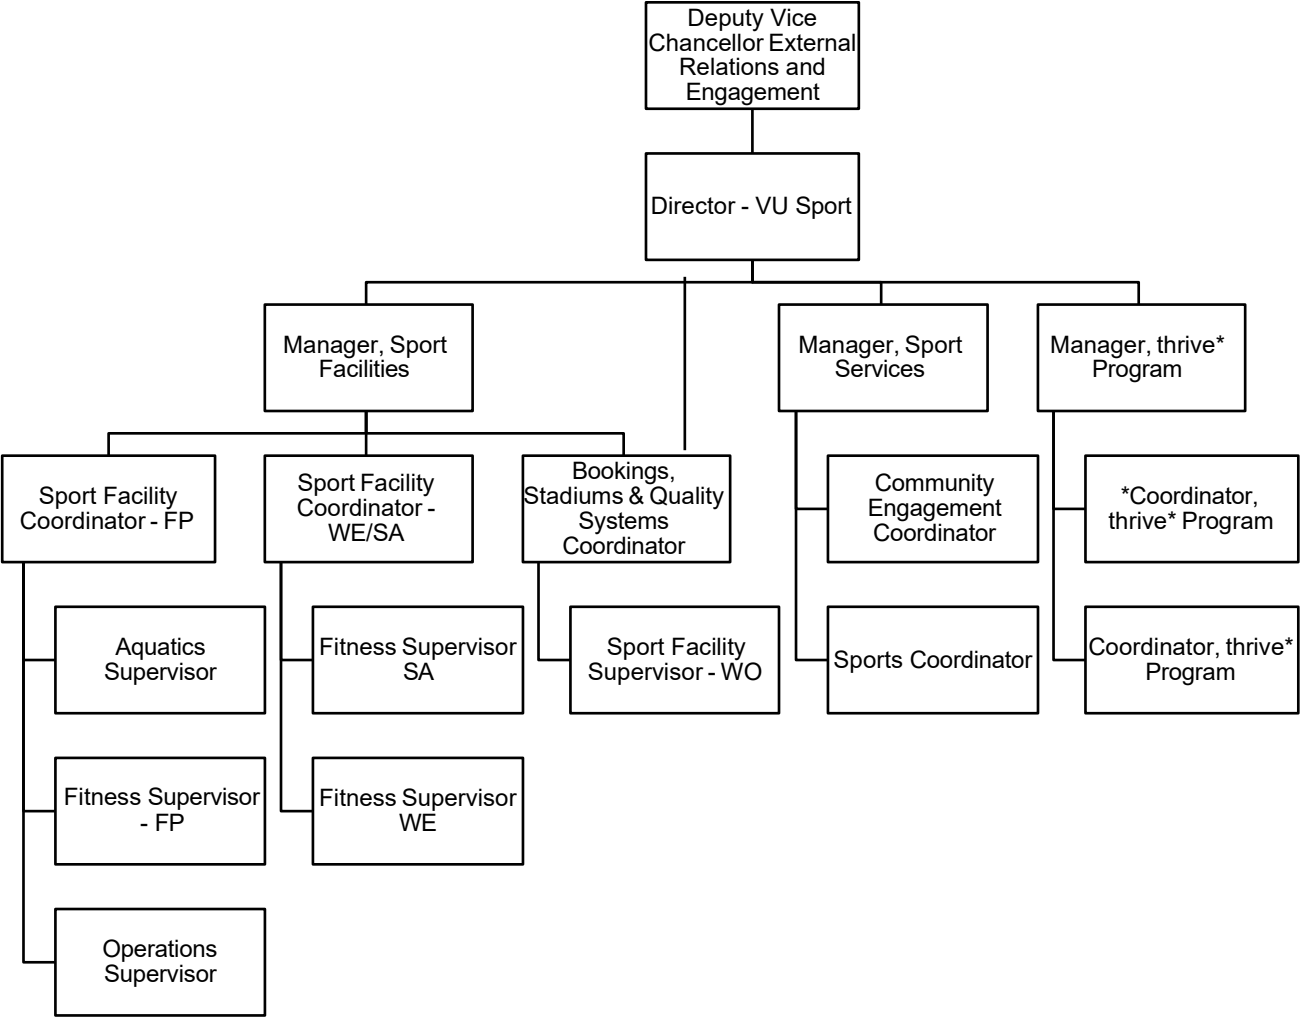 Deputy Vice
Chancellor External
Relations and
Engagement
Director - VU Sport
Manager, Sport
Facilities
Manager, Sport
Services
Manager, thrive*
Program
Sport Facility
Coordinator - FP
Sport Facility
Coordinator -
WE/SA
Bookings,
Stadiums & Quality
Systems
Coordinator
Community
Engagement
Coordinator
*Coordinator,
thrive* Program
Aquatics
Supervisor
Fitness Supervisor
SA
Sport Facility
Supervisor - WO
Sports Coordinator
Coordinator, thrive*
Program
Fitness Supervisor
- FP
Fitness Supervisor
WE
Operations
Supervisor